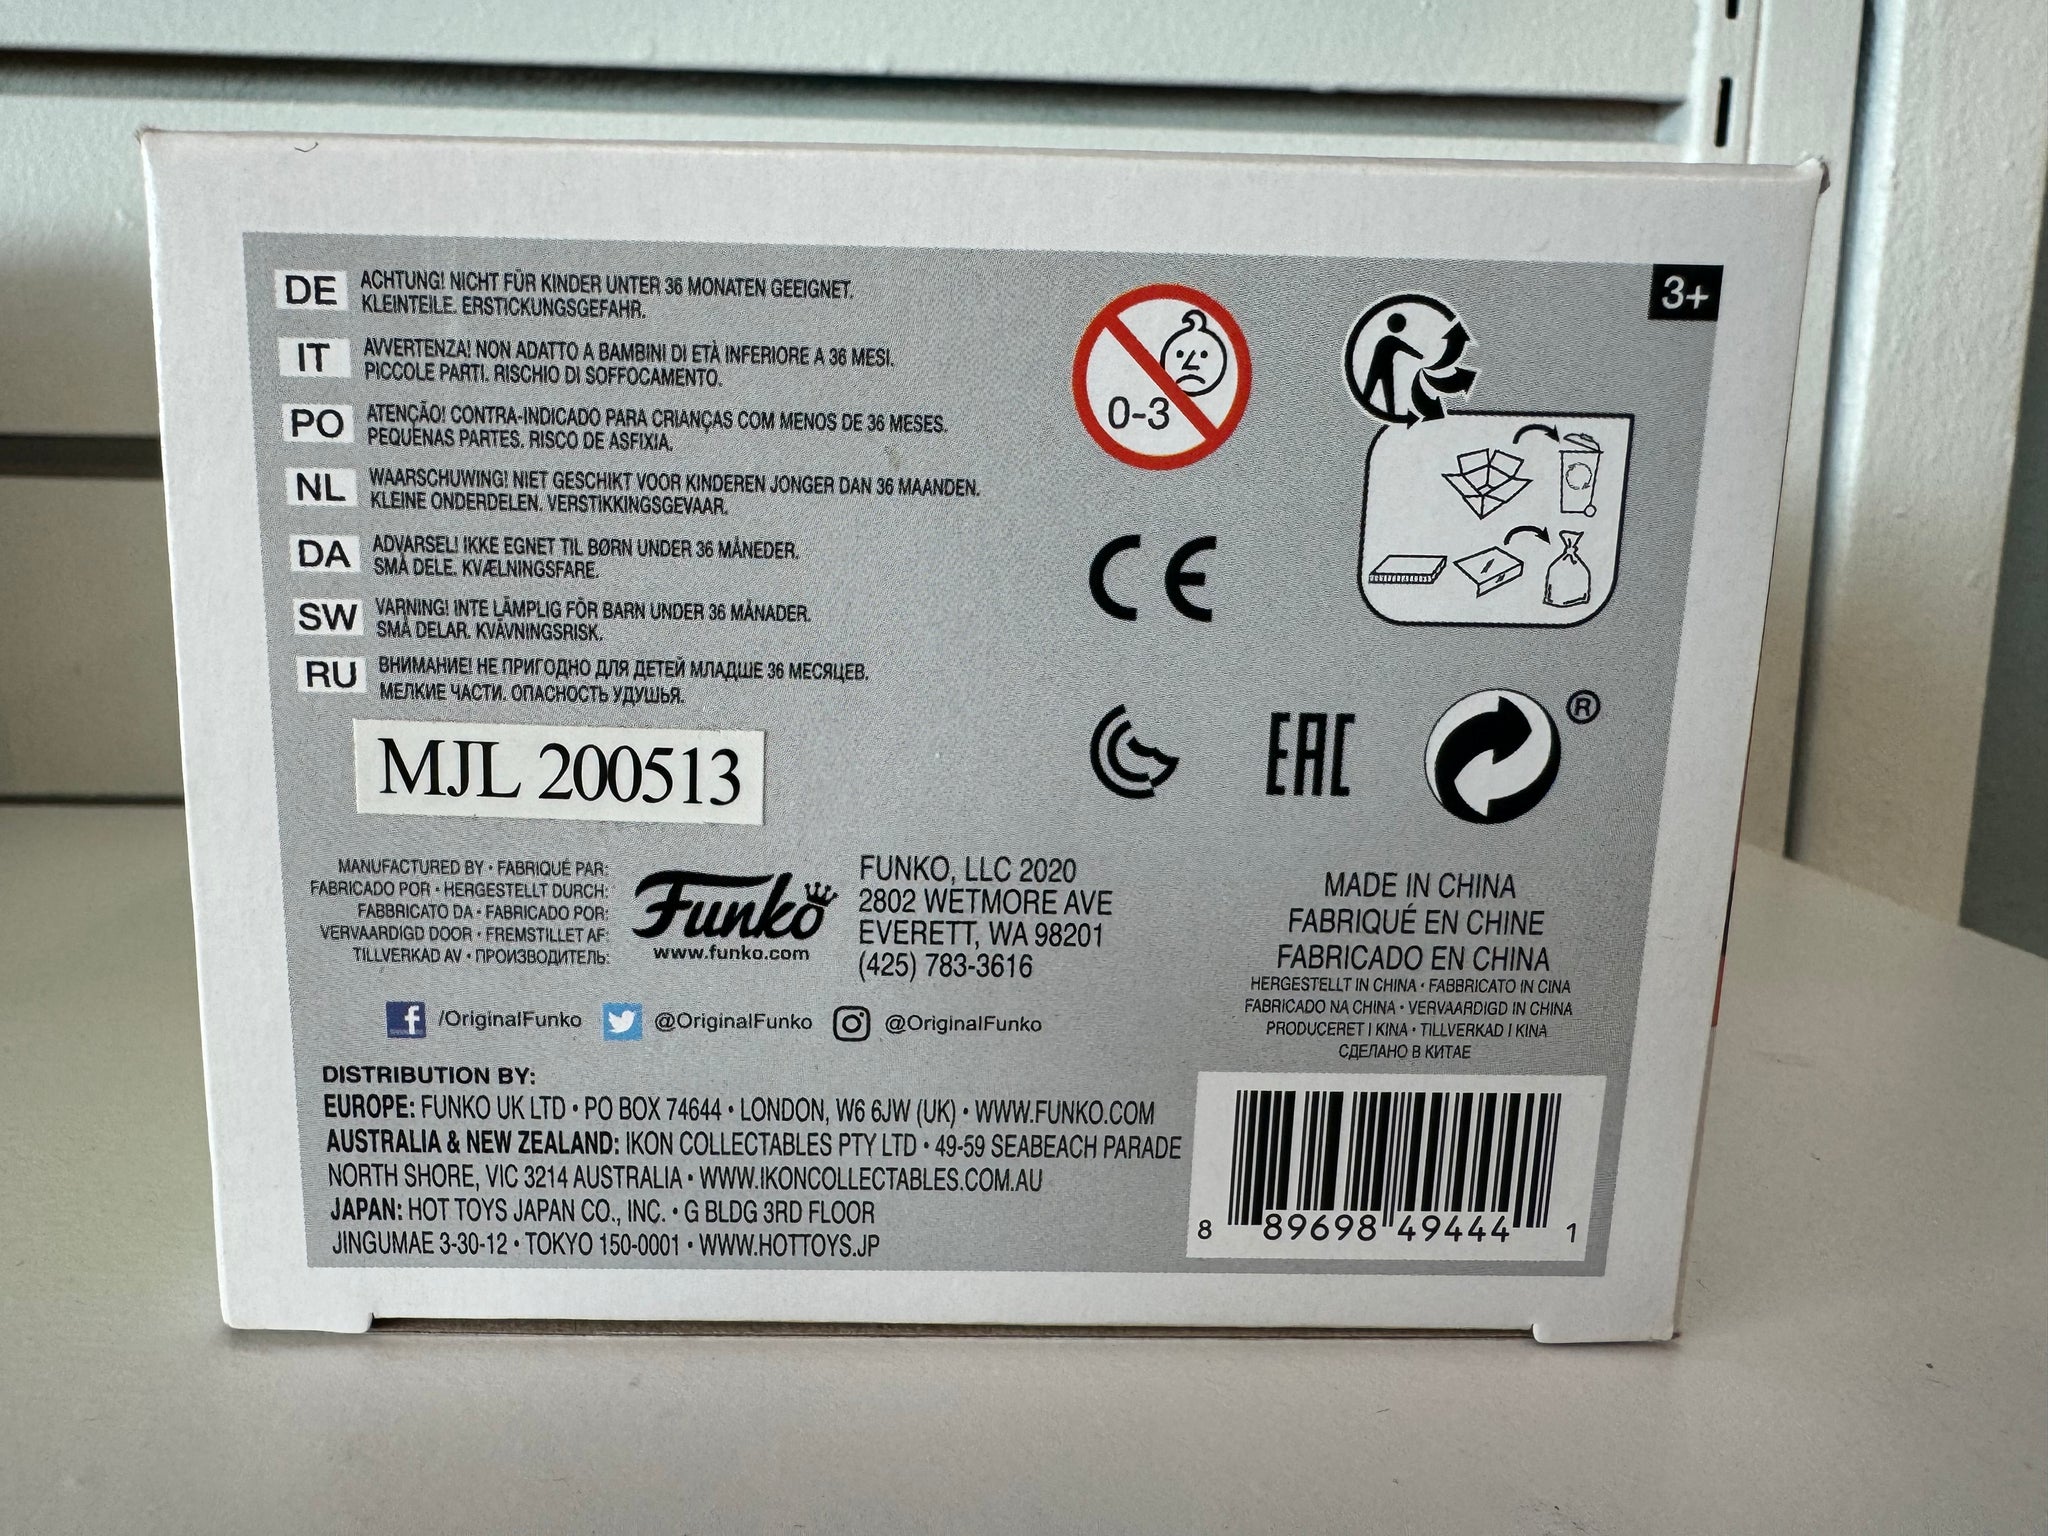 DE ACHTUNG! NICHT FÜR KINDER UNTER 36 MONATEN GEEIGNET.
KLEINTEILE. ERSTICKUNGSGEFAHR.
IT AVVERTENZA! NON ADATTO A BAMBINI DI ETÀ INFERIORE A 36 MESI.
PICCOLE PARTI. RISCHIO DI SOFFOCAMENTO.
PO ATENÇÃO! CONTRA-INDICADO PARA CRIANÇAS COM MENOS DE 36 MESES.
PEQUENAS PARTES. RISCO DE ASFIXIA.
NL WAARSCHUWING! NIET GESCHIKT VOOR KINDEREN JONGER DAN 36 MAANDEN.
KLEINE ONDERDELEN. VERSTIKKINGSGEVAAR.
DA ADVARSEL! IKKE EGNET TIL BØRN UNDER 36 MÅNEDER.
SMÅ DELE. KVÆLNINGSFARE.
SW VARNING! INTE LÄMPLIG FÖR BARN UNDER 36 MÅNADER.
SMÅ DELAR. KVÄVNINGSRISK.
RU ВНИМАНИЕ! НЕ ПРИГОДНО ДЛЯ ДЕТЕЙ МЛАДШЕ 36 МЕСЯЦЕВ.
МЕЛКИЕ ЧАСТИ. ОПАСНОСТЬ УДУШЬЯ.
MJL 200513
0-3
3+
CE
EAC
®
MANUFACTURED BY • FABRIQUÉ PAR:
FABRICADO POR • HERGESTELLT DURCH:
FABBRICATO DA • FABRICADO POR:
VERVAARDIGD DOOR • FREMSTILLET AF:
TILLVERKAD AV • ПРОИЗВОДИТЕЛЬ:
Funko
www.funko.com
FUNKO, LLC 2020
2802 WETMORE AVE
EVERETT, WA 98201
(425) 783-3616
MADE IN CHINA
FABRIQUÉ EN CHINE
FABRICADO EN CHINA
HERGESTELLT IN CHINA • FABBRICATO IN CINA
FABRICADO NA CHINA • VERVAARDIGD IN CHINA
PRODUCERET I KINA • TILLVERKAD I KINA
СДЕЛАНО В КИТАЕ
/OriginalFunko @OriginalFunko @OriginalFunko
DISTRIBUTION BY:
EUROPE: FUNKO UK LTD • PO BOX 74644 • LONDON, W6 6JW (UK) • WWW.FUNKO.COM
AUSTRALIA & NEW ZEALAND: IKON COLLECTABLES PTY LTD • 49-59 SEABEACH PARADE
NORTH SHORE, VIC 3214 AUSTRALIA • WWW.IKONCOLLECTABLES.COM.AU
JAPAN: HOT TOYS JAPAN CO., INC. • G BLDG 3RD FLOOR
JINGUMAE 3-30-12 • TOKYO 150-0001 • WWW.HOTTOYS.JP
8 89698 49444 1